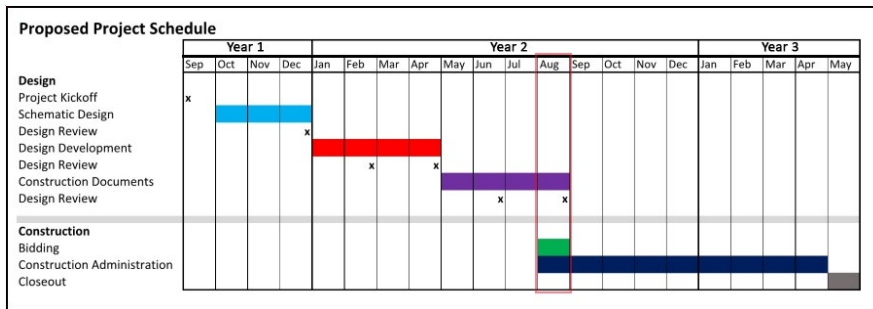 Proposed Project Schedule
Year 1 Year 2 Year 3
Sep Oct Nov Dec Jan Feb Mar Apr May Jun Jul Aug Sep Oct Nov Dec Jan Feb Mar Apr May
Design
Project Kickoff x
Schematic Design
Design Review x
Design Development
Design Review x x
Construction Documents
Design Review x x
Construction
Bidding
Construction Administration
Closeout